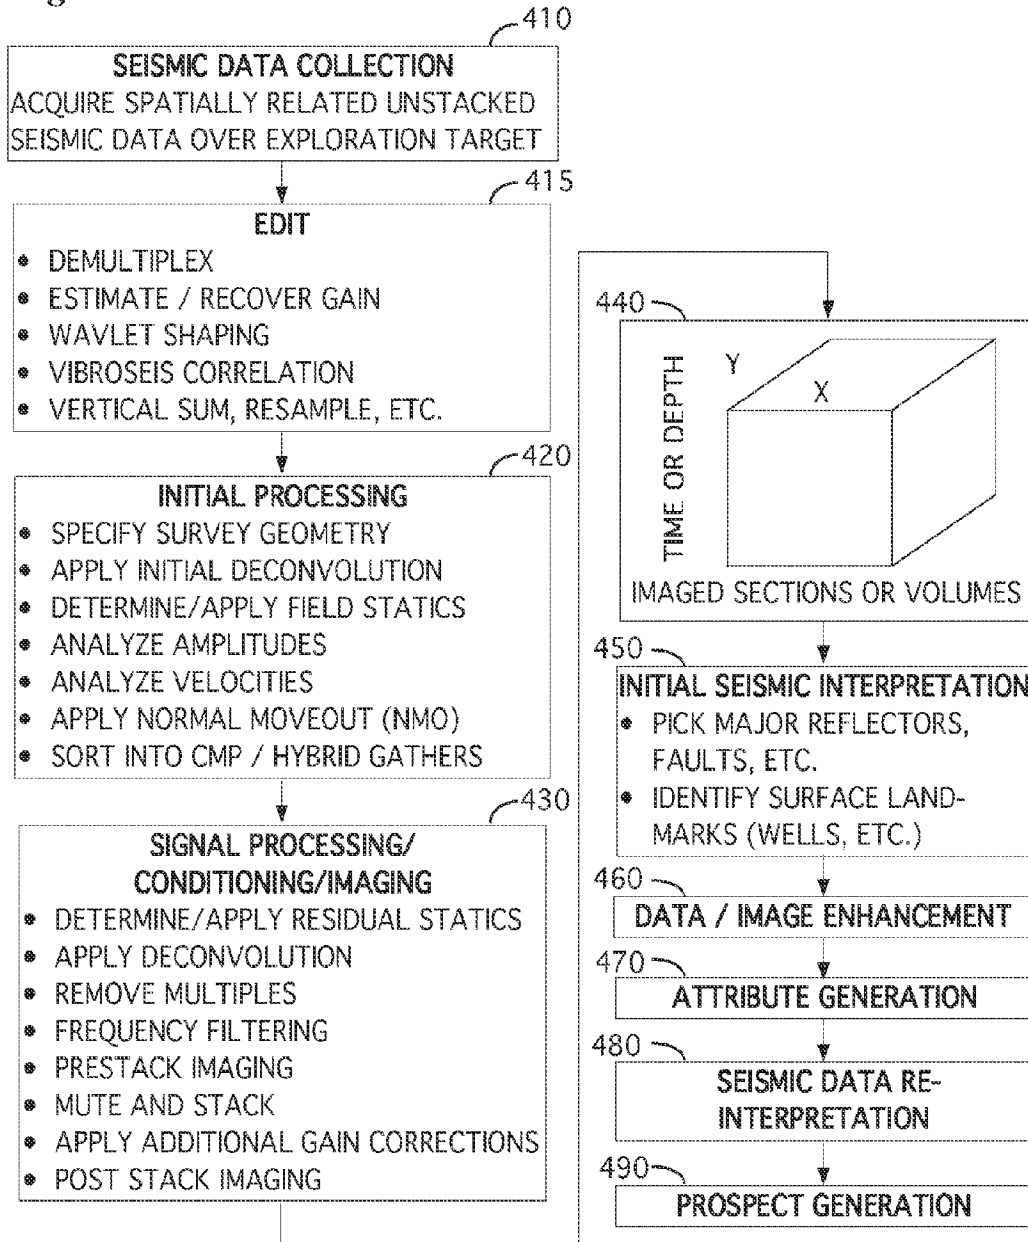 410
SEISMIC DATA COLLECTION
ACQUIRE SPATIALLY RELATED UNSTACKED
SEISMIC DATA OVER EXPLORATION TARGET
415
EDIT
• DEMULTIPLEX
• ESTIMATE / RECOVER GAIN
• WAVLET SHAPING
• VIBROSEIS CORRELATION
• VERTICAL SUM, RESAMPLE, ETC.
420
INITIAL PROCESSING
• SPECIFY SURVEY GEOMETRY
• APPLY INITIAL DECONVOLUTION
• DETERMINE/APPLY FIELD STATICS
• ANALYZE AMPLITUDES
• ANALYZE VELOCITIES
• APPLY NORMAL MOVEOUT (NMO)
• SORT INTO CMP / HYBRID GATHERS
430
SIGNAL PROCESSING/
CONDITIONING/IMAGING
• DETERMINE/APPLY RESIDUAL STATICS
• APPLY DECONVOLUTION
• REMOVE MULTIPLES
• FREQUENCY FILTERING
• PRESTACK IMAGING
• MUTE AND STACK
• APPLY ADDITIONAL GAIN CORRECTIONS
• POST STACK IMAGING
440
TIME OR DEPTH
Y
X
IMAGED SECTIONS OR VOLUMES
450
INITIAL SEISMIC INTERPRETATION
• PICK MAJOR REFLECTORS,
FAULTS, ETC.
• IDENTIFY SURFACE LAND-
MARKS (WELLS, ETC.)
460
DATA / IMAGE ENHANCEMENT
470
ATTRIBUTE GENERATION
480
SEISMIC DATA RE-
INTERPRETATION
490
PROSPECT GENERATION